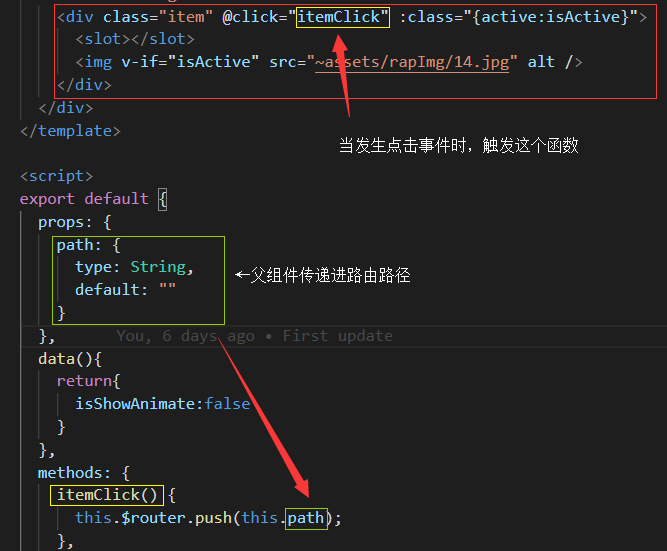 <div class="item" @click="itemClick" :class="{active:isActive}">
<slot></slot>
<img v-if="isActive" src="~assets/rapImg/14.jpg" alt />
</div>
</div>
</template>
当发生点击事件时，触发这个函数
<script>
export default {
props: {
path: {
type: String,
←父组件传递进路由路径
default: ""
}
},
You, 6 days ago • First update
data(){
return{
isShowAnimate:false
}
},
methods: {
itemClick() {
this.$router.push(this.path);
},